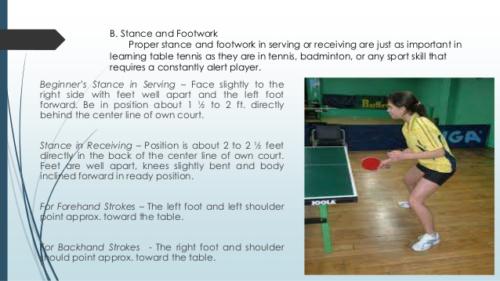 B. Stance and Footwork
Proper stance and footwork in serving or receiving are just as important in
learning table tennis as they are in tennis, badminton, or any sport skill that
requires a constantly alert player.
Beginner's Stance in Serving – Face slightly to the
right side with feet well apart and the left foot
forward. Be in position about 1 ½ to 2 ft. directly
behind the center line of own court.
Stance in Receiving – Position is about 2 to 2 ½ feet
directly in the back of the center line of own court.
Feet are well apart, knees slightly bent and body
inclined forward in ready position.
For Forehand Strokes – The left foot and left shoulder
point approx. toward the table.
For Backhand Strokes - The right foot and shoulder
should point approx. toward the table.
JOOLA